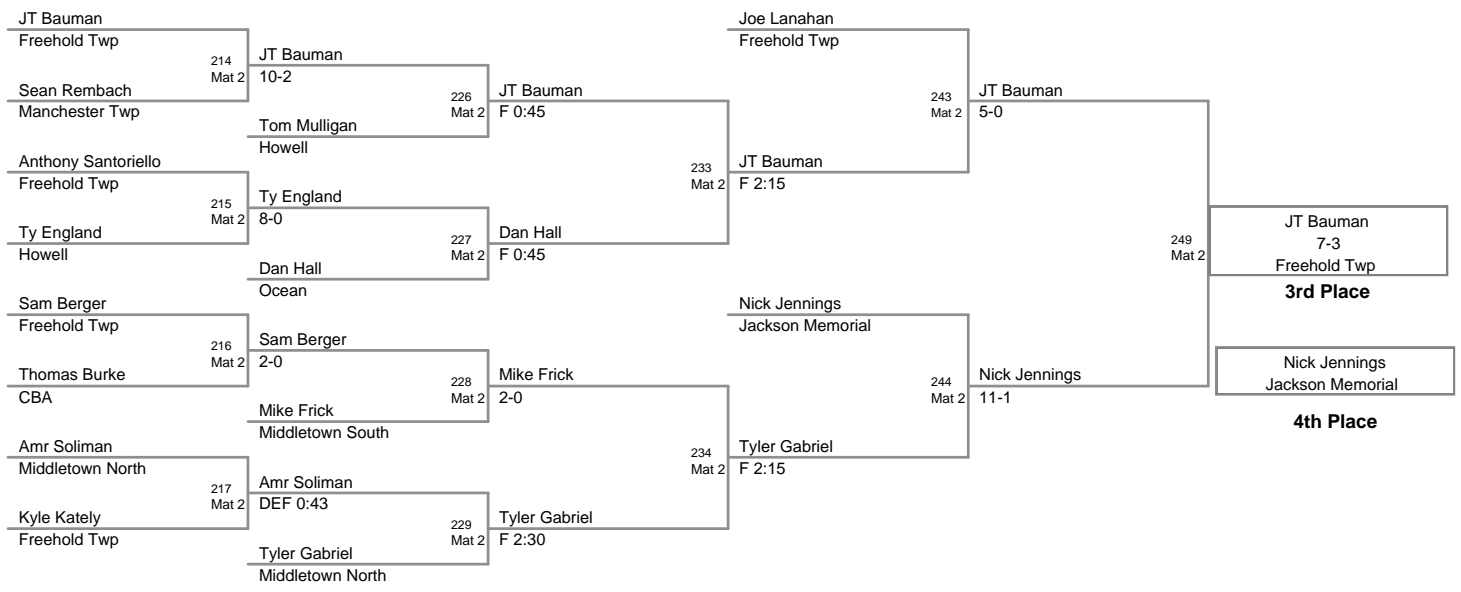 JT Bauman
Freehold Twp
214
Mat 2
Sean Rembach
Manchester Twp
Anthony Santoriello
Freehold Twp
215
Mat 2
Ty England
Howell
Sam Berger
Freehold Twp
216
Mat 2
Thomas Burke
CBA
Amr Soliman
Middletown North
217
Mat 2
Kyle Kately
Freehold Twp
JT Bauman
10-2
226
Mat 2
Tom Mulligan
Howell
Ty England
8-0
227
Mat 2
Dan Hall
Ocean
Sam Berger
2-0
228
Mat 2
Mike Frick
Middletown South
Amr Soliman
DEF 0:43
229
Mat 2
Tyler Gabriel
Middletown North
JT Bauman
F 0:45
233
Mat 2
Dan Hall
F 0:45
Mike Frick
2-0
234
Mat 2
Tyler Gabriel
F 2:30
Joe Lanahan
Freehold Twp
243
Mat 2
JT Bauman
F 2:15
Nick Jennings
Jackson Memorial
244
Mat 2
Tyler Gabriel
F 2:15
JT Bauman
5-0
249
Mat 2
Nick Jennings
11-1
JT Bauman
7-3
Freehold Twp
3rd Place
Nick Jennings
Jackson Memorial
4th Place